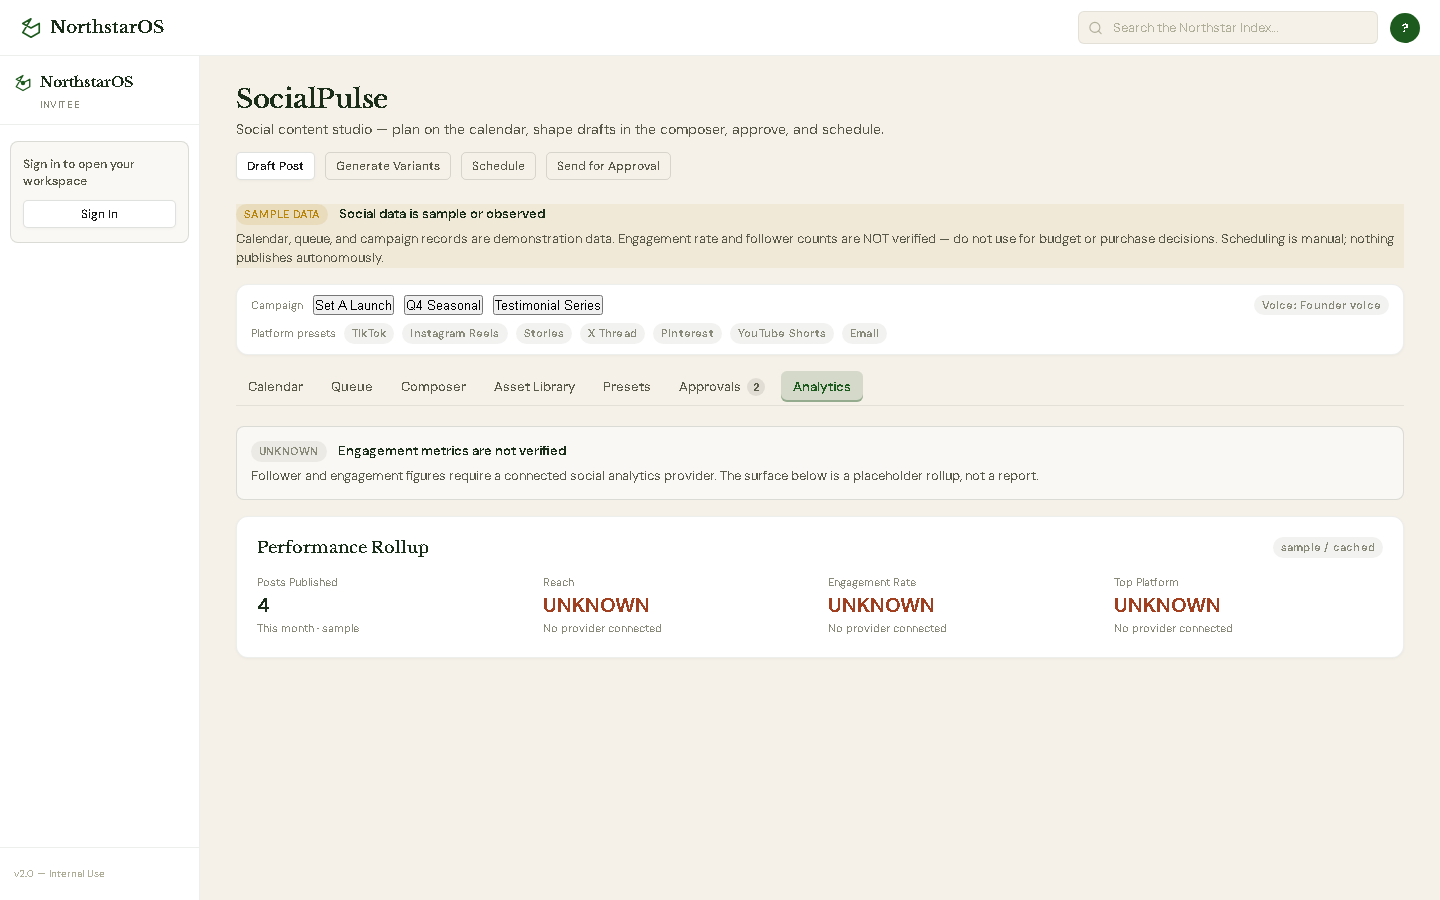 NorthstarOS
Search the Northstar Index...
?
NorthstarOS
INVITEE
Sign in to open your
workspace
Sign In
v2.0 — Internal Use
SocialPulse
Social content studio — plan on the calendar, shape drafts in the composer, approve, and schedule.
Draft Post
Generate Variants
Schedule
Send for Approval
SAMPLE DATA Social data is sample or observed
Calendar, queue, and campaign records are demonstration data. Engagement rate and follower counts are NOT verified — do not use for budget or purchase decisions. Scheduling is manual; nothing
publishes autonomously.
Campaign Set A Launch Q4 Seasonal Testimonial Series Voice: Founder voice
Platform presets TikTok Instagram Reels Stories X Thread Pinterest YouTube Shorts Email
Calendar Queue Composer Asset Library Presets Approvals 2 Analytics
UNKNOWN Engagement metrics are not verified
Follower and engagement figures require a connected social analytics provider. The surface below is a placeholder rollup, not a report.
Performance Rollup sample / cached
Posts Published
4
This month · sample
Reach
UNKNOWN
No provider connected
Engagement Rate
UNKNOWN
No provider connected
Top Platform
UNKNOWN
No provider connected